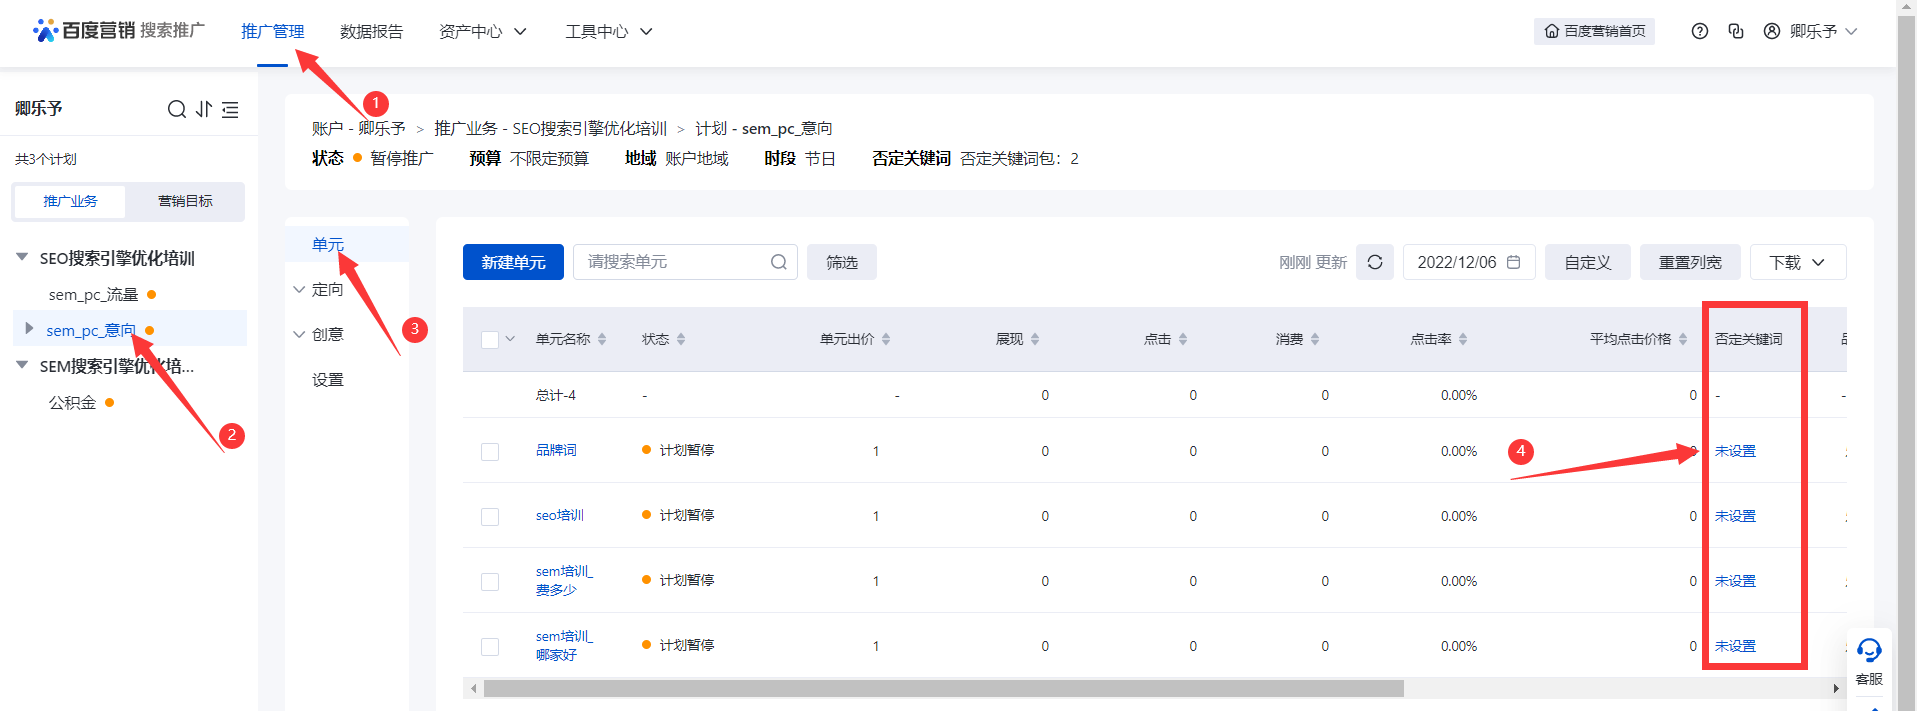 百度营销 搜索推广
推广管理
数据报告
资产中心
工具中心
百度营销首页
卿乐予
1
卿乐予
共3个计划
推广业务
营销目标
SEO搜索引擎优化培训
sem_pc_流量
sem_pc_意向
SEM搜索引擎优化培...
公积金
2
账户 - 卿乐予 > 推广业务 - SEO搜索引擎优化培训 > 计划 - sem_pc_意向
状态 暂停推广 预算 不限定预算 地域 账户地域 时段 节日 否定关键词 否定关键词包：2
单元
定向
创意
设置
3
新建单元 请搜索单元 筛选 刚刚 更新 2022/12/06 自定义 重置列宽 下载
单元名称 状态 单元出价 展现 点击 消费 点击率 平均点击价格 否定关键词
总计-4 - - 0 0 0 0.00% 0 - -
品牌词 计划暂停 1 0 0 0 0.00% 0 未设置
4
seo培训 计划暂停 1 0 0 0 0.00% 0 未设置
sem培训_
费多少 计划暂停 1 0 0 0 0.00% 0 未设置
sem培训_
哪家好 计划暂停 1 0 0 0 0.00% 0 未设置
客服